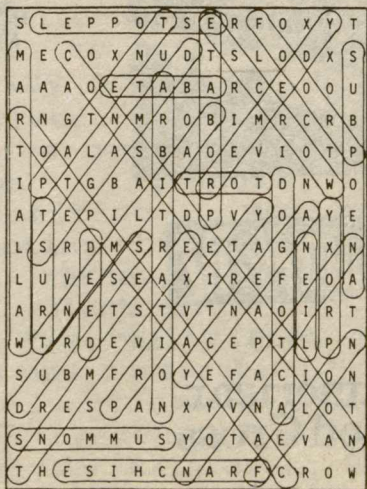 S L E P P O T S E R F O X Y T
M E C O X N U D T S L O D X S
A A A O E T A B A R C E O O U
R N G T N M R O B I M R C R B
T O A L A S B A O E V I O T P
I P T G B A I T R O T D N W O
A T E P I L T D P V Y O A Y E
L S R D M S R E E T A G N X N
L U V E S E A X I R E F E O A
A R N E T S T V T N A O I R T
W T R D E V I A C E P T L P N
S U B M F R O Y E F A C I O N
D R E S P A N X Y V N A L O T
S N O M M U S Y O T A E V A N
T H E S I H C N A R F C R O W